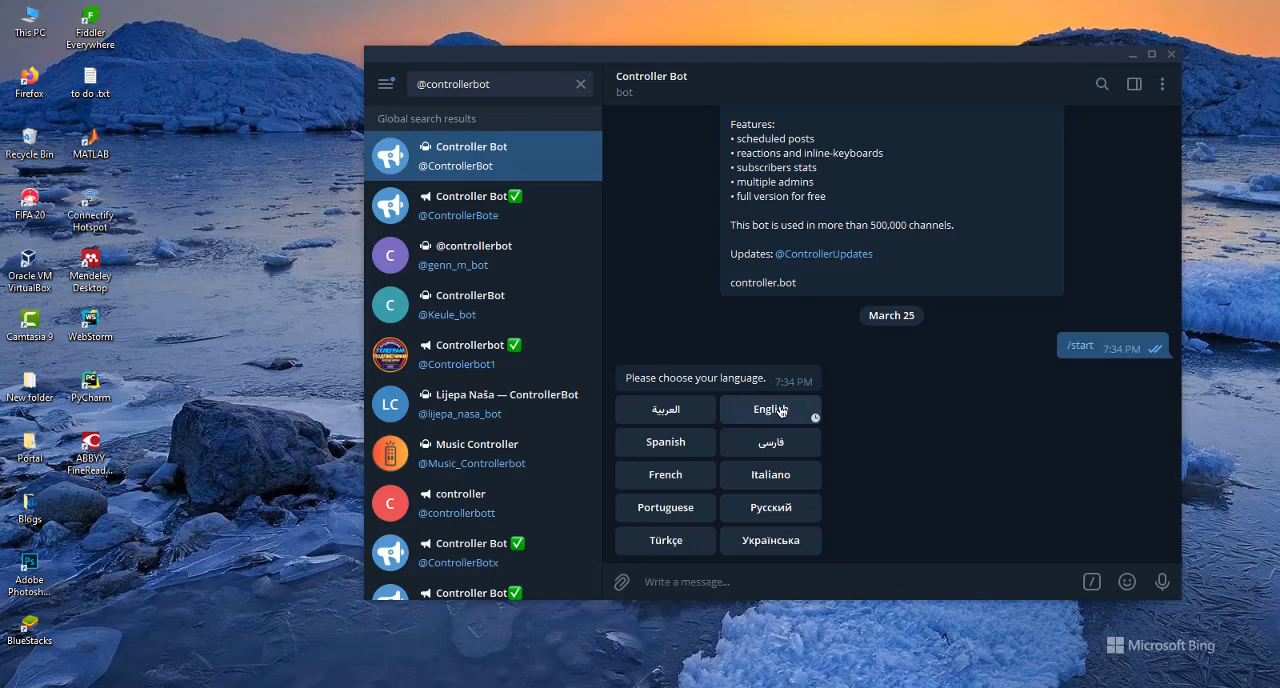 This PC
Fiddler
Everywhere
Firefox
to do .txt
Recycle Bin
MATLAB
FIFA 20
Connectify
Hotspot
Oracle VM
VirtualBox
Mendeley
Desktop
Camtasia 9
WebStorm
New folder
PyCharm
Portal
ABBYY
FineRead...
Blogs
Adobe
Photosh...
BlueStacks
@controllerbot
Global search results
Controller Bot
@ControllerBot
Controller Bot✅
@ControllerBote
C
@controllerbot
@genn_m_bot
C
ControllerBot
@Keule_bot
Controllerbot ✅
@Controlerbot1
LC
Lijepa Naša — ControllerBot
@lijepa_nasa_bot
Music Controller
@Music_Controllerbot
C
controller
@controllerbott
Controller Bot ✅
@ControllerBotx
Controller Bot✅
Controller Bot
bot
Features:
• scheduled posts
• reactions and inline-keyboards
• subscribers stats
• multiple admins
• full version for free
This bot is used in more than 500,000 channels.
Updates: @ControllerUpdates
controller.bot
March 25
/start 7:34 PM
Please choose your language. 7:34 PM
العربية
English
Spanish
فارسی
French
Italiano
Portuguese
Русский
Türkçe
Українська
Write a message...
Microsoft Bing